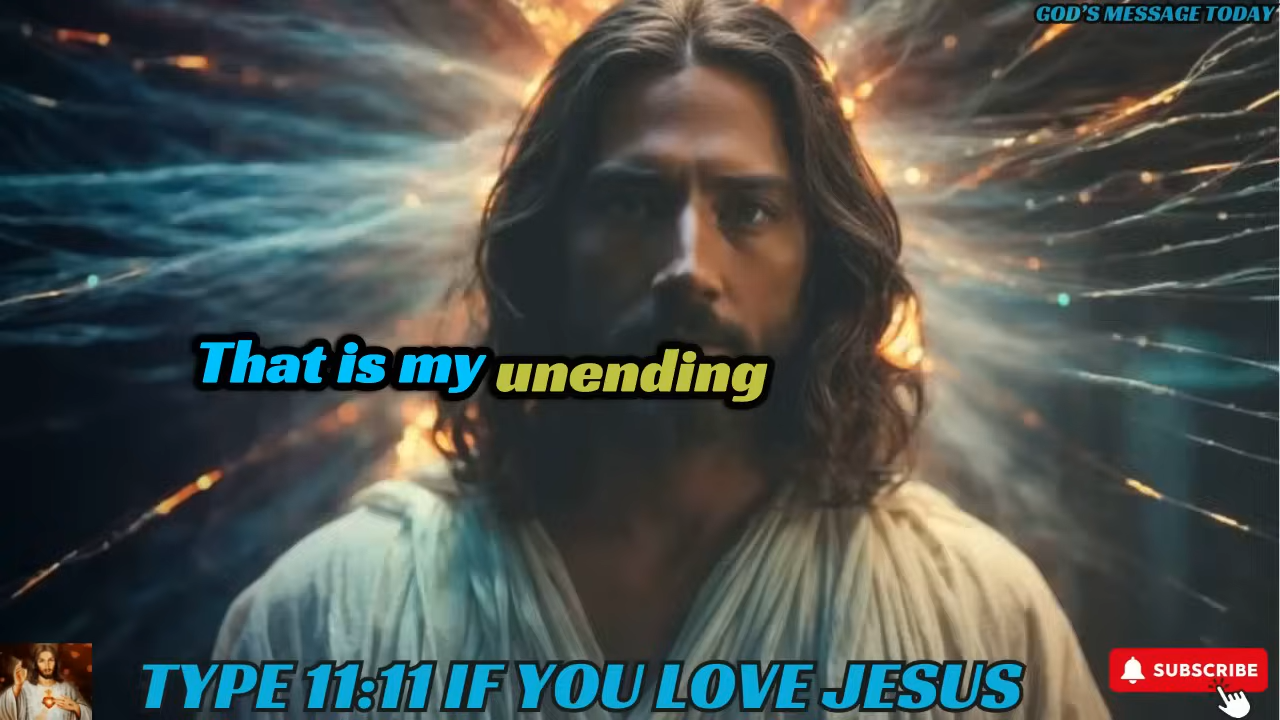 GOD'S MESSAGE TODAY
That is my unending
TYPE 11:11 IF YOU LOVE JESUS
SUBSCRIBE